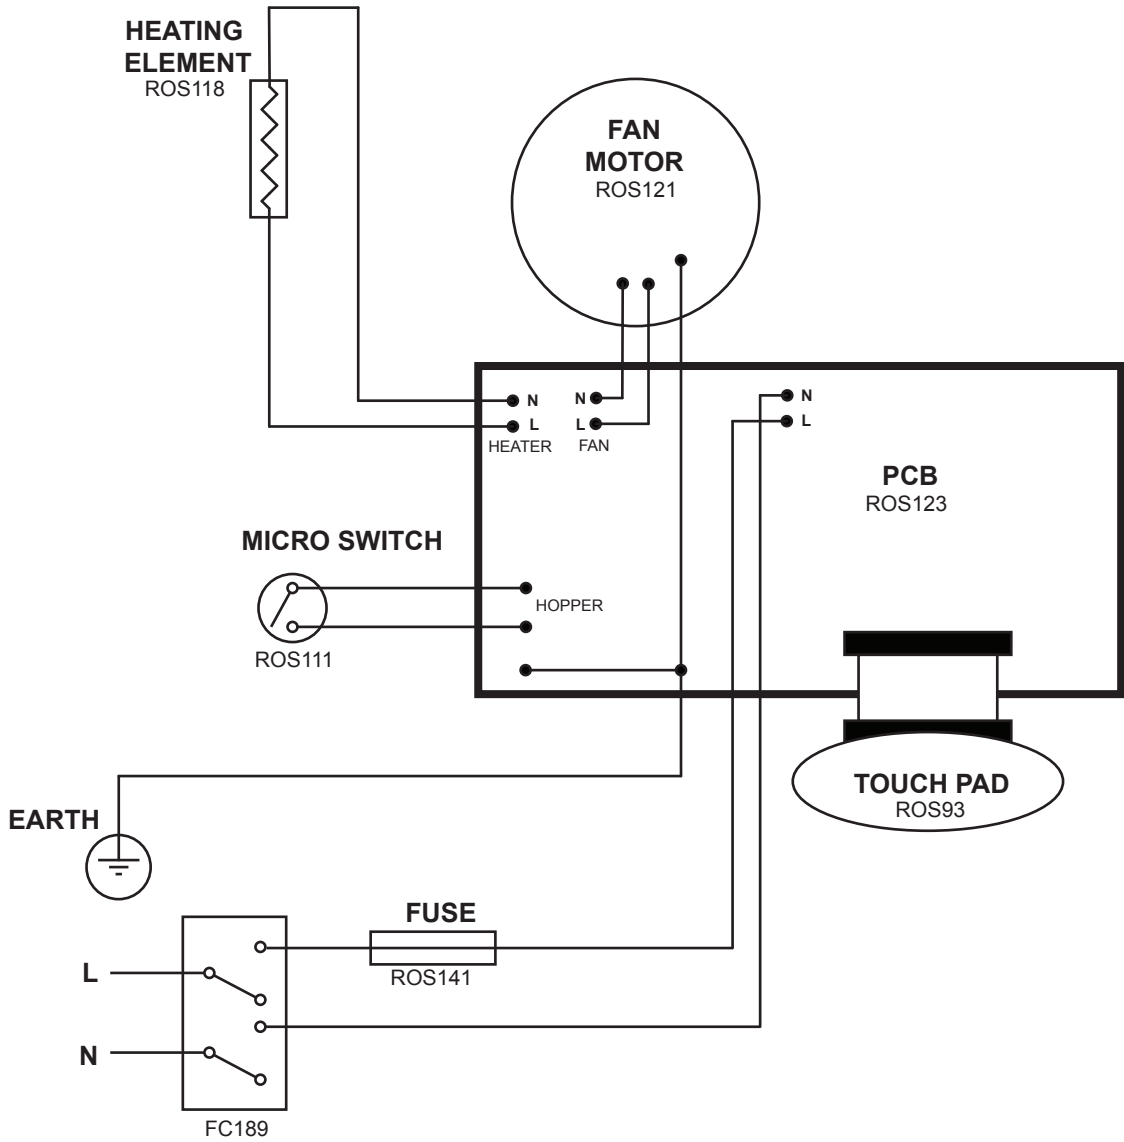 HEATING
ELEMENT
ROS118
FAN
MOTOR
ROS121
N
L
HEATER
N
L
FAN
N
L
PCB
ROS123
MICRO SWITCH
ROS111
HOPPER
TOUCH PAD
ROS93
EARTH
FUSE
ROS141
L
N
FC189